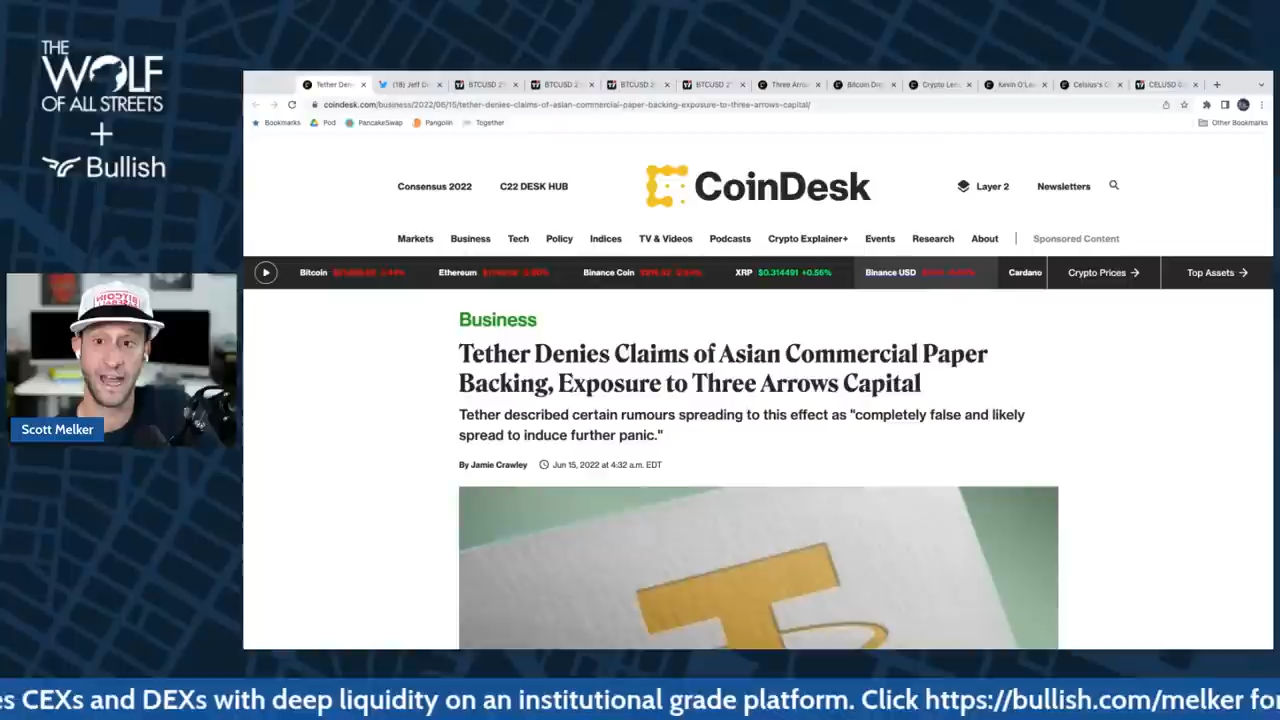 THE
WOLF
OF ALL STREETS
+
Bullish
Tether Den
(18) Jeff D
BTCUSD 2
BTCUSD 2
BTCUSD 2
BTCUSD 2
Three Arro
Bitcoin Dro
Crypto Len
Kevin O'Le
Celsius's C
CELUSD 0
coindesk.com/business/2022/06/15/tether-denies-claims-of-asian-commercial-paper-backing-exposure-to-three-arrows-capital/
Bookmarks Pod PancakeSwap Pangolin Together Other Bookmarks
Consensus 2022 C22 DESK HUB CoinDesk Layer 2 Newsletters
Markets Business Tech Policy Indices TV & Videos Podcasts Crypto Explainer+ Events Research About Sponsored Content
Bitcoin Ethereum Binance Coin XRP $0.314491 +0.56% Binance USD Cardano Crypto Prices → Top Assets →
Business
Tether Denies Claims of Asian Commercial Paper
Backing, Exposure to Three Arrows Capital
Tether described certain rumours spreading to this effect as "completely false and likely
spread to induce further panic."
By Jamie Crawley Jun 15, 2022 at 4:32 a.m. EDT
Scott Melker
es CEXs and DEXs with deep liquidity on an institutional grade platform. Click https://bullish.com/melker fo